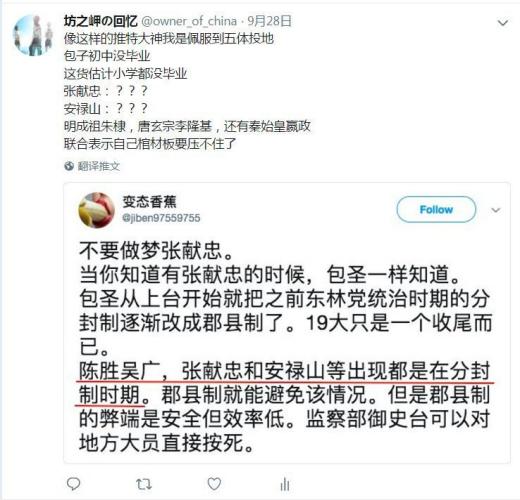 坊之岬の回忆 @owner_of_china · 9月28日
像这样的推特大神我是佩服到五体投地
包子初中没毕业
这货估计小学都没毕业
张献忠：？？？
安禄山：？？？
明成祖朱棣，唐玄宗李隆基，还有秦始皇嬴政
联合表示自己棺材板要压不住了
翻译推文
变态香蕉
@jiben97559755
Follow
不要做梦张献忠。
当你知道有张献忠的时候，包圣一样知道。
包圣从上台开始就把之前东林党统治时期的分
封制逐渐改成郡县制了。19大只是一个收尾而
已。
陈胜吴广，张献忠和安禄山等出现都是在分封
制时期。郡县制就能避免该情况。但是郡县制
的弊端是安全但效率低。监察部御史台可以对
地方大员直接按死。